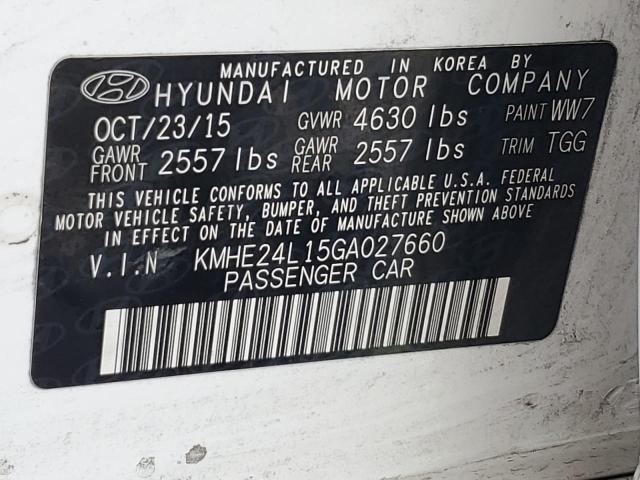 MANUFACTURED IN KOREA BY
HYUNDAI MOTOR COMPANY
OCT/23/15 GVWR 4630 lbs PAINT WW7
GAWR FRONT 2557 lbs GAWR REAR 2557 lbs TRIM TGG
THIS VEHICLE CONFORMS TO ALL APPLICABLE U.S.A. FEDERAL
MOTOR VEHICLE SAFETY, BUMPER, AND THEFT PREVENTION STANDARDS
IN EFFECT ON THE DATE OF MANUFACTURE SHOWN ABOVE
V.I.N KMHE24L15GA027660
PASSENGER CAR